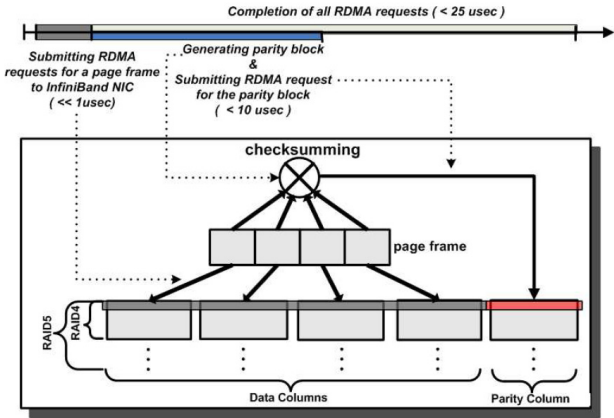 Completion of all RDMA requests ( < 25 usec )
Submitting RDMA
requests for a page frame
to InfiniBand NIC
( << 1usec)
Generating parity block
&
Submitting RDMA request
for the parity block
( < 10 usec )
checksumming
page frame
RAID5
RAID4
Data Columns
Parity Column